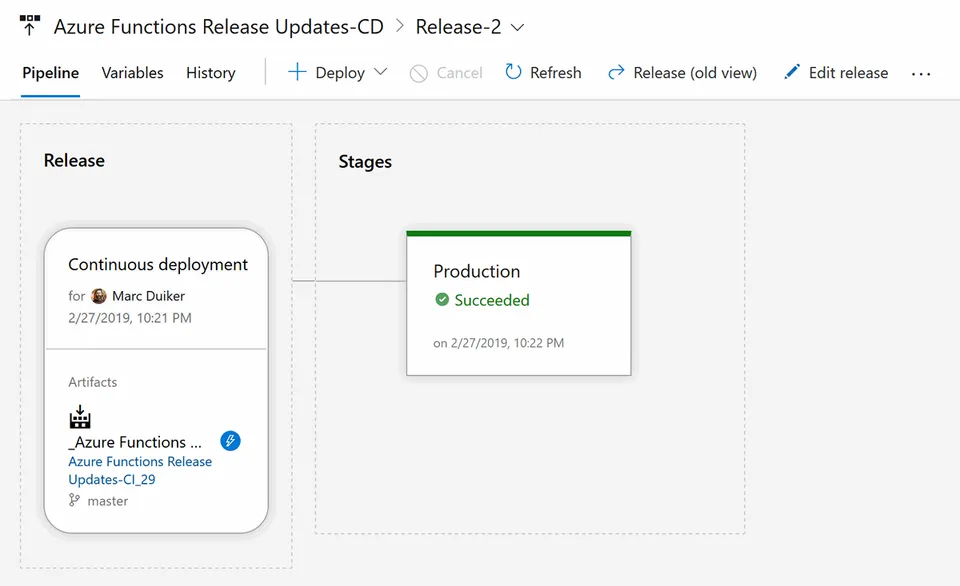 Azure Functions Release Updates-CD > Release-2
Pipeline Variables History Deploy Cancel Refresh Release (old view) Edit release ...
Release
Stages
Continuous deployment
for Marc Duiker
2/27/2019, 10:21 PM
Artifacts
_Azure Functions ...
Azure Functions Release
Updates-CI_29
master
Production
Succeeded
on 2/27/2019, 10:22 PM